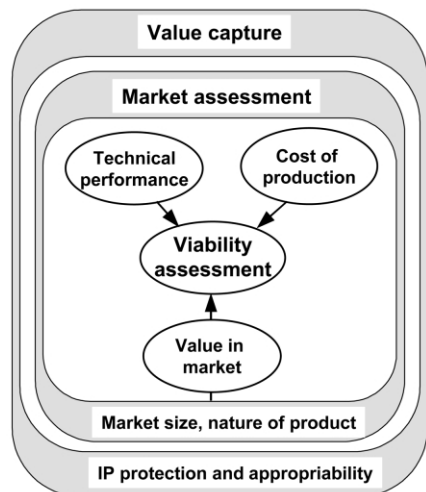 Value capture
Market assessment
Technical
performance
Cost of
production
Viability
assessment
Value in
market
Market size, nature of product
IP protection and appropriability